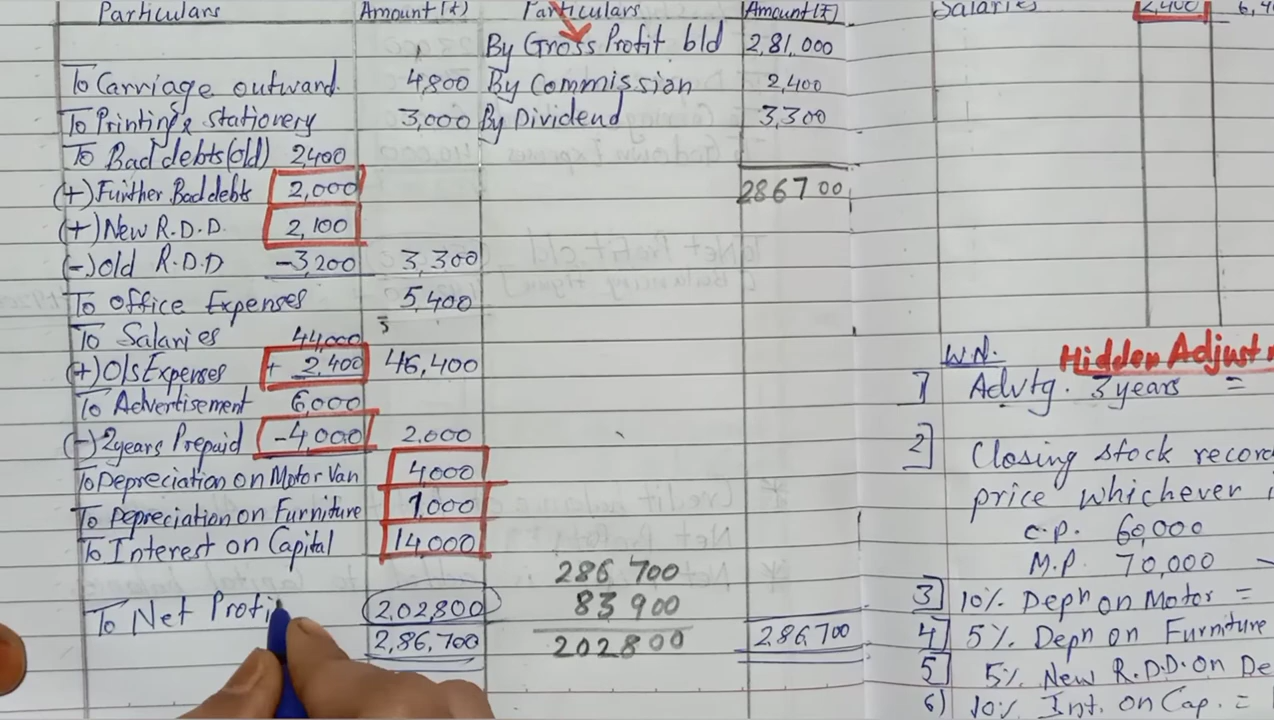 Particulars Amount (₹) Particulars Amount (₹)
By Gross Profit b/d 2,81,000
To Carriage outward. 4,800 By Commission 2,400
To Printing & stationery 3,000 By Dividend 3,300
To Bad debts (old) 2,400
(+) Further Bad debts 2,000 286700
(+) New R.D.D. 2,100
(-) old R.D.D -3,200 3,300
To office Expenses 5,400
To Salaries 44,000
(+) O/s Expenses + 2,400 46,400
To Advertisement 6,000
(-) 2years Prepaid -4,000 2,000
To Depreciation on Motor Van 4,000
To Depreciation on Furniture 1,000
To Interest on Capital 14,000
286 700
To Net Profi 2,02,800 83 900
2,86,700 202800 2,86,700
Salaries 2,400
W.N. Hidden Adjust
1] Advtg. 3 years =
2] Closing stock recor
price whichever i
C.P. 60,000
M.P. 70,000
3] 10% Depn on Motor =
4] 5% Depn on Furniture
5] 5% New R.D.D. on De
6) 10% Int. on Cap. =